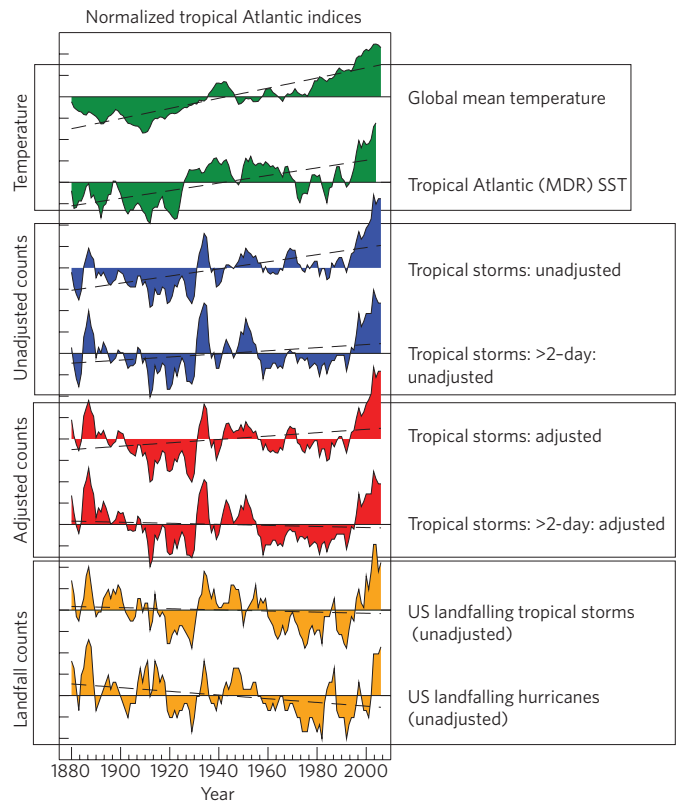 Normalized tropical Atlantic indices
Temperature
Global mean temperature
Tropical Atlantic (MDR) SST
Unadjusted counts
Tropical storms: unadjusted
Tropical storms: >2–day:
unadjusted
Adjusted counts
Tropical storms: adjusted
Tropical storms: >2-day: adjusted
Landfall counts
US landfalling tropical storms
(unadjusted)
US landfalling hurricanes
(unadjusted)
1880 1900 1920 1940 1960 1980 2000
Year